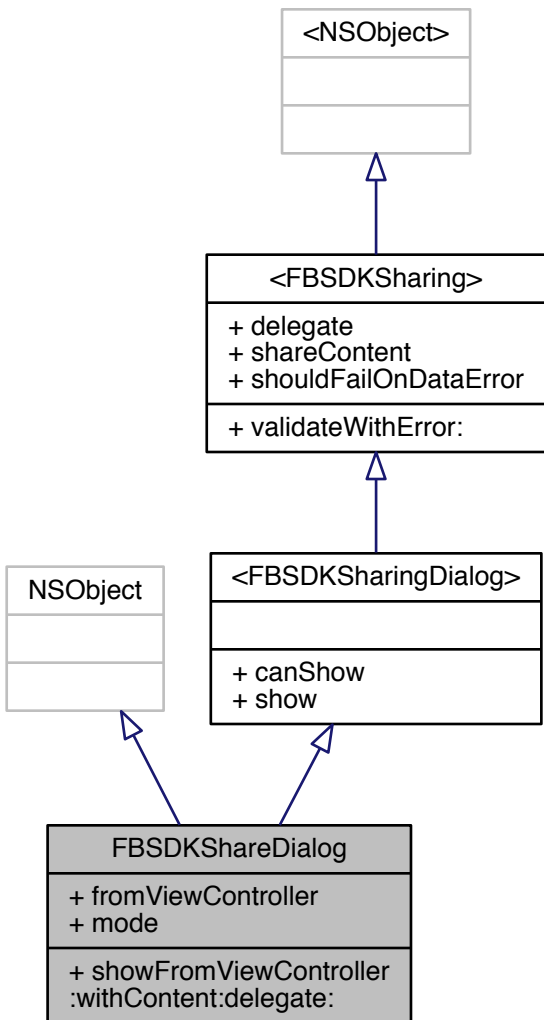 <NSObject>
<FBSDKSharing>
+ delegate
+ shareContent
+ shouldFailOnDataError
+ validateWithError:
NSObject
<FBSDKSharingDialog>
+ canShow
+ show
FBSDKShareDialog
+ fromViewController
+ mode
+ showFromViewController
:withContent:delegate: